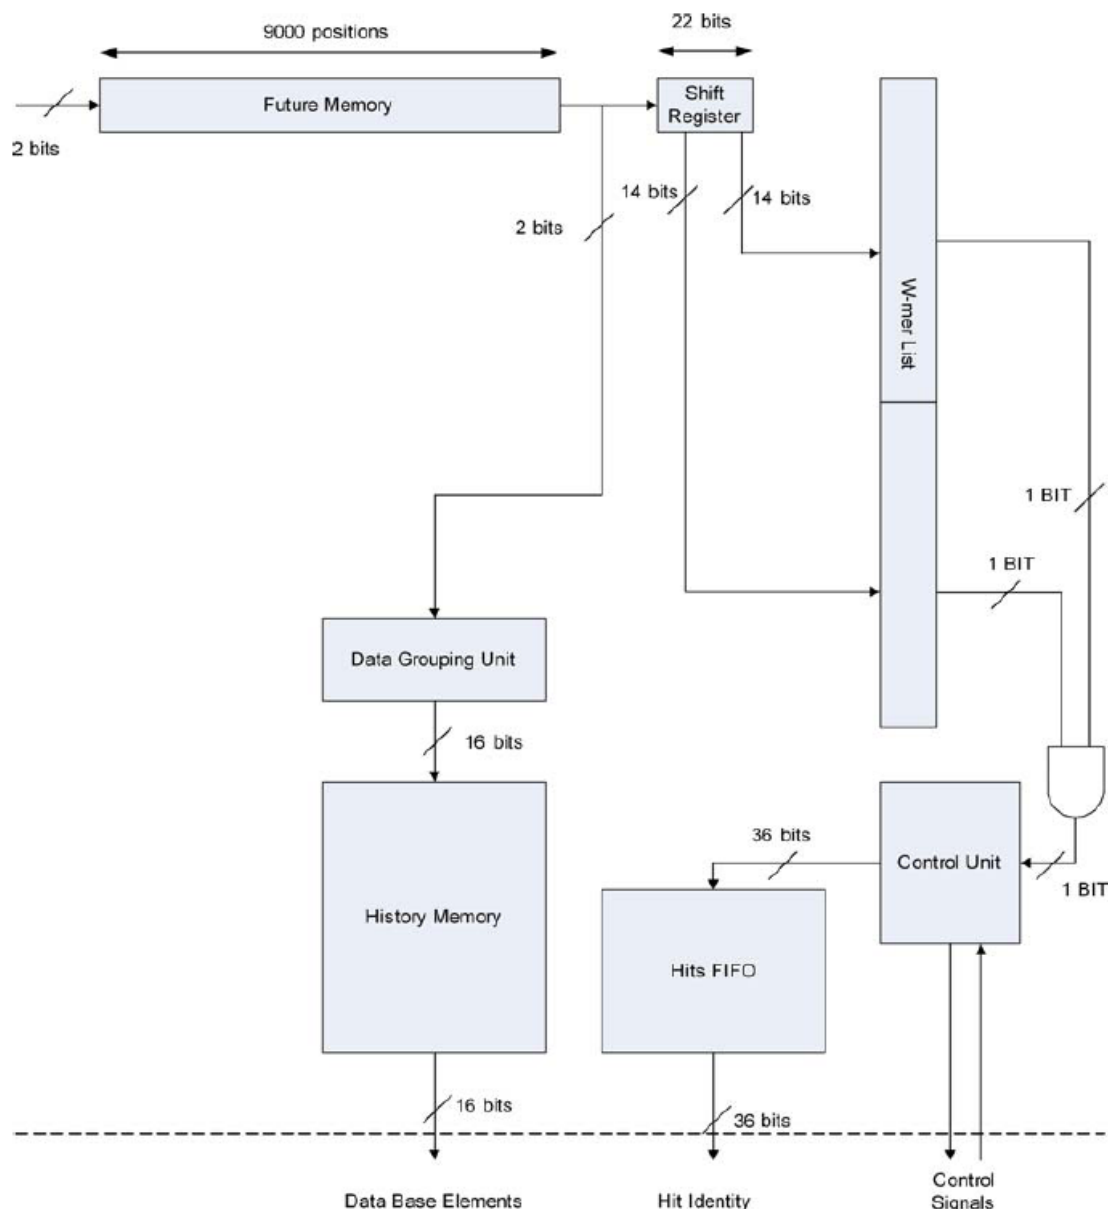 9000 positions
22 bits
Future Memory
Shift
Register
2 bits
14 bits
14 bits
2 bits
W-mer List
1 BIT
1 BIT
Data Grouping Unit
16 bits
36 bits
Control Unit
1 BIT
History Memory
Hits FIFO
16 bits
36 bits
Data Base Elements
Hit Identity
Control
Signals